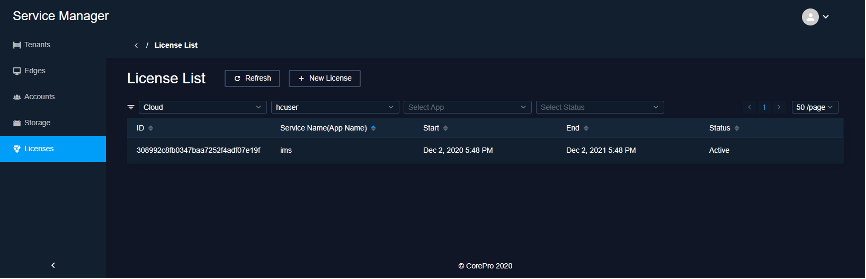 Service Manager
Tenants
Edges
Accounts
Storage
Licenses
/ License List
License List
Refresh
+ New License
Cloud
hcuser
Select App
Select Status
1
50 /page
ID
Service Name(App Name)
Start
End
Status
308992c8fb0347baa7252f4adf07e19f
ims
Dec 2, 2020 5:48 PM
Dec 2, 2021 5:48 PM
Active
© CorePro 2020